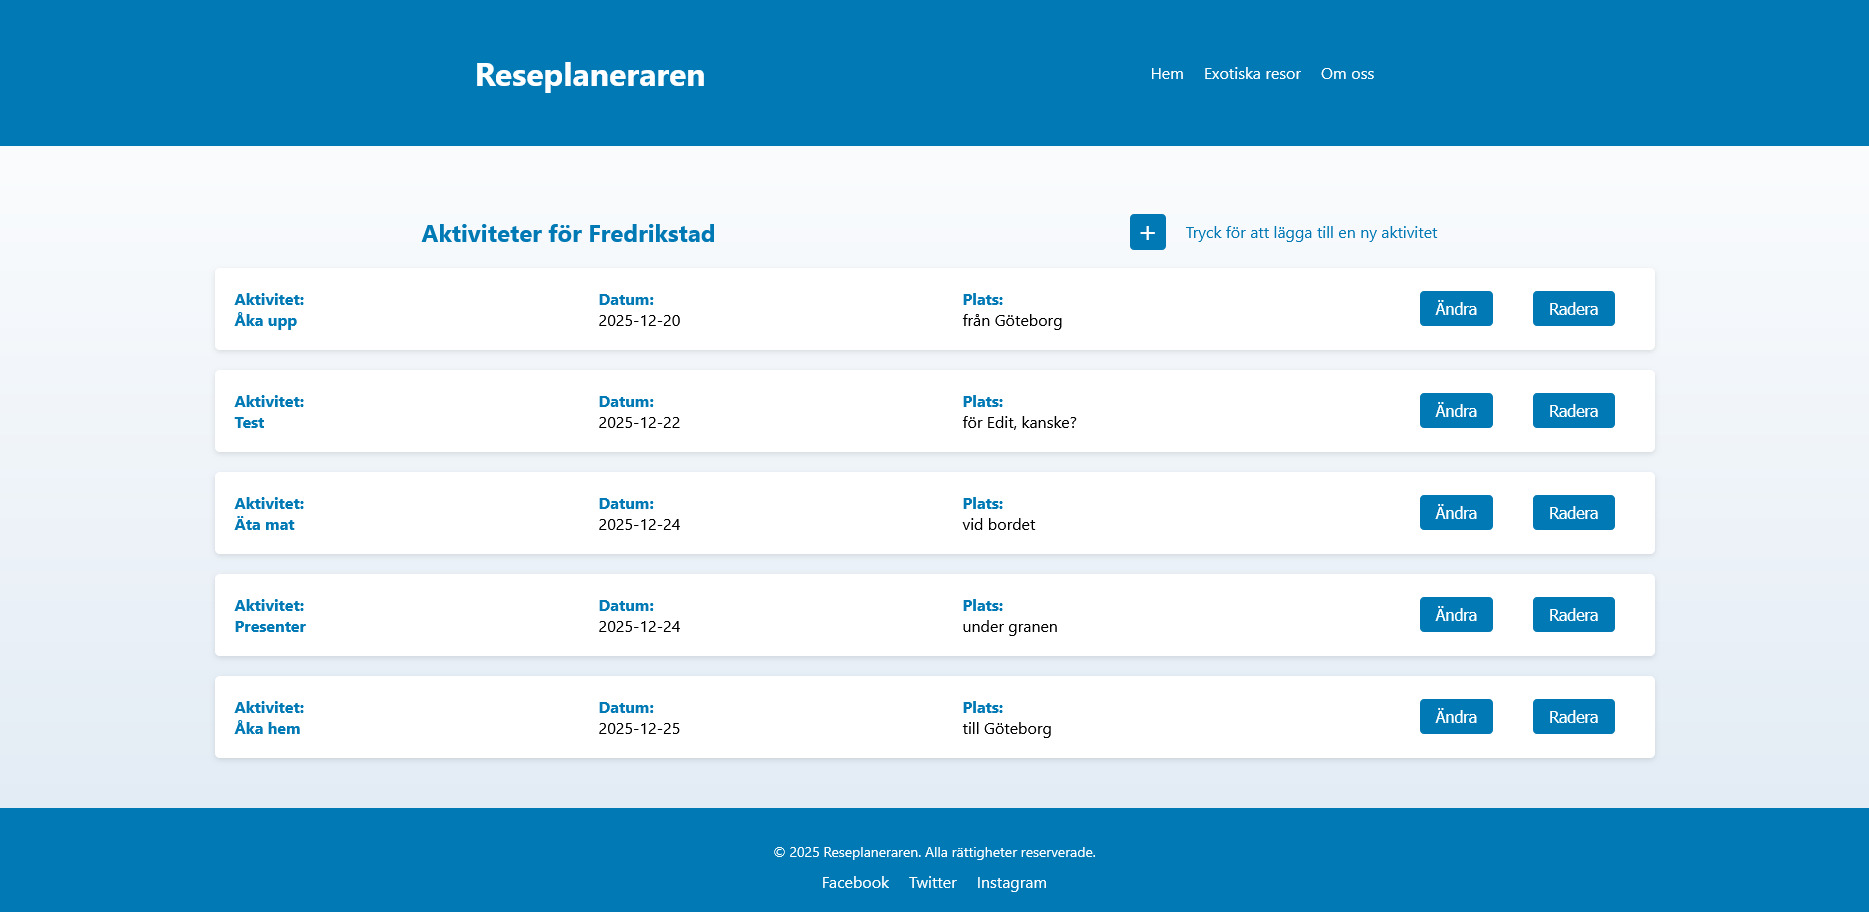 Reseplaneraren
Hem Exotiska resor Om oss
Aktiviteter för Fredrikstad
+ Tryck för att lägga till en ny aktivitet
Aktivitet: Datum: Plats:
Åka upp 2025-12-20 från Göteborg
Ändra Radera
Aktivitet: Datum: Plats:
Test 2025-12-22 för Edit, kanske?
Ändra Radera
Aktivitet: Datum: Plats:
Äta mat 2025-12-24 vid bordet
Ändra Radera
Aktivitet: Datum: Plats:
Presenter 2025-12-24 under granen
Ändra Radera
Aktivitet: Datum: Plats:
Åka hem 2025-12-25 till Göteborg
Ändra Radera
© 2025 Reseplaneraren. Alla rättigheter reserverade.
Facebook Twitter Instagram